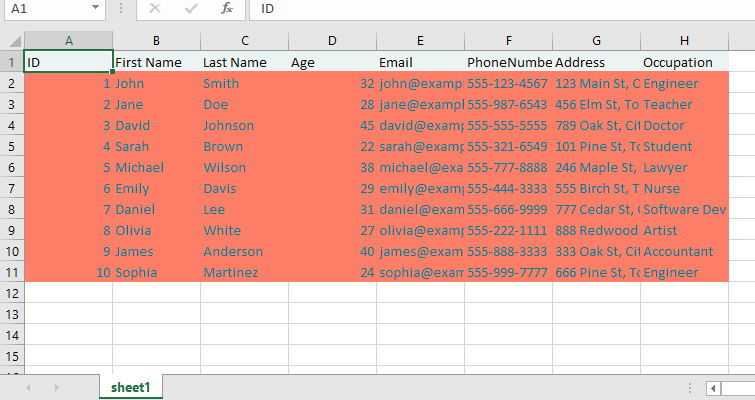 A1 fx ID
A B C D E F G H
1 ID First Name Last Name Age Email PhoneNumbe Address Occupation
2 1 John Smith 32 john@examp 555-123-4567 123 Main St, C Engineer
3 2 Jane Doe 28 jane@exampl 555-987-6543 456 Elm St, To Teacher
4 3 David Johnson 45 david@examp 555-555-5555 789 Oak St, Cit Doctor
5 4 Sarah Brown 22 sarah@examp 555-321-6549 101 Pine St, To Student
6 5 Michael Wilson 38 michael@exa 555-777-8888 246 Maple St, Lawyer
7 6 Emily Davis 29 emily@examp 555-444-3333 555 Birch St, T Nurse
8 7 Daniel Lee 31 daniel@exam 555-666-9999 777 Cedar St, Software Dev
9 8 Olivia White 27 olivia@examp 555-222-1111 888 Redwood Artist
10 9 James Anderson 40 james@exam 555-888-3333 333 Oak St, Cit Accountant
11 10 Sophia Martinez 24 sophia@exam 555-999-7777 666 Pine St, To Engineer
12
13
14
15
sheet1